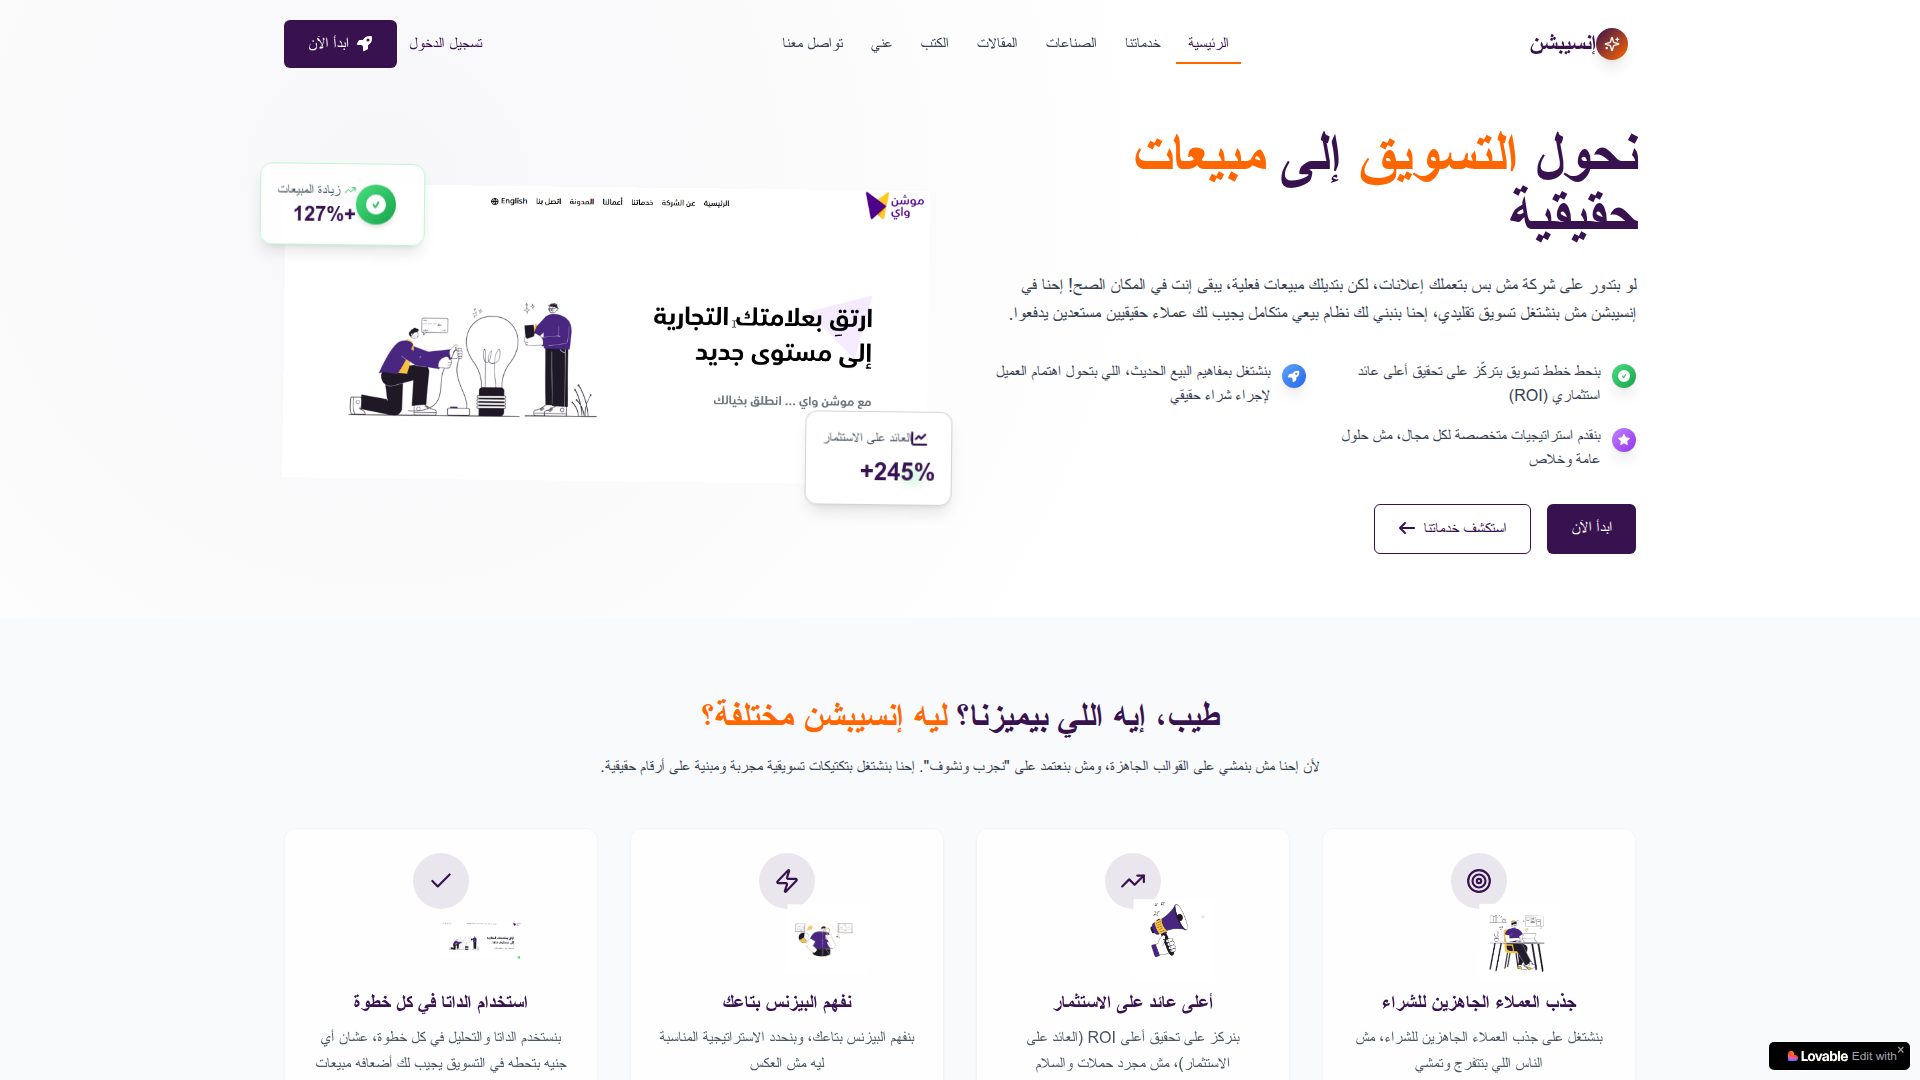 إنسيبشن
الرئيسية
خدماتنا
الصناعات
المقالات
الكتب
عني
تواصل معنا
تسجيل الدخول
ابدأ الآن
نحول التسويق إلى مبيعات
حقيقية
لو بتدور على شركة مش بس بتعملك إعلانات، لكن بتديلك مبيعات فعلية، يبقى إنت في المكان الصح! إحنا في
إنسيبشن مش بنشتغل تسويق تقليدي، إحنا بنبني لك نظام بيعي متكامل يجيب لك عملاء حقيقيين مستعدين يدفعوا.
بنحط خطط تسويق بتركّز على تحقيق أعلى عائد
استثماري (ROI)
بنشتغل بمفاهيم البيع الحديث، اللي بتحول اهتمام العميل
لإجراء شراء حقيقي
بنقدم استراتيجيات متخصصة لكل مجال، مش حلول
عامة وخلاص
ابدأ الآن
استكشف خدماتنا
زيادة المبيعات
+127%
موشن
واي
الرئيسية
عن الشركة
خدماتنا
أعمالنا
المدونة
اتصل بنا
English
ارتقِ بعلامتك التجارية
إلى مستوى جديد
مع موشن واي ... انطلق بخيالك
العائد على الاستثمار
+245%
طيب، إيه اللي بيميزنا؟ ليه إنسيبشن مختلفة؟
لأن إحنا مش بنمشي على القوالب الجاهزة، ومش بنعتمد على "نجرب ونشوف". إحنا بنشتغل بتكتيكات تسويقية مجربة ومبنية على أرقام حقيقية.
جذب العملاء الجاهزين للشراء
بنشتغل على جذب العملاء الجاهزين للشراء، مش
الناس اللي بتتفرج وتمشي
أعلى عائد على الاستثمار
بنركز على تحقيق أعلى ROI (العائد على
الاستثمار)، مش مجرد حملات والسلام
نفهم البيزنس بتاعك
بنفهم البيزنس بتاعك، وبنحدد الاستراتيجية المناسبة
ليه مش العكس
استخدام الداتا في كل خطوة
بنستخدم الداتا والتحليل في كل خطوة، عشان أي
جنيه بتحطه في التسويق يجيب لك أضعافه مبيعات
Edit with Lovable